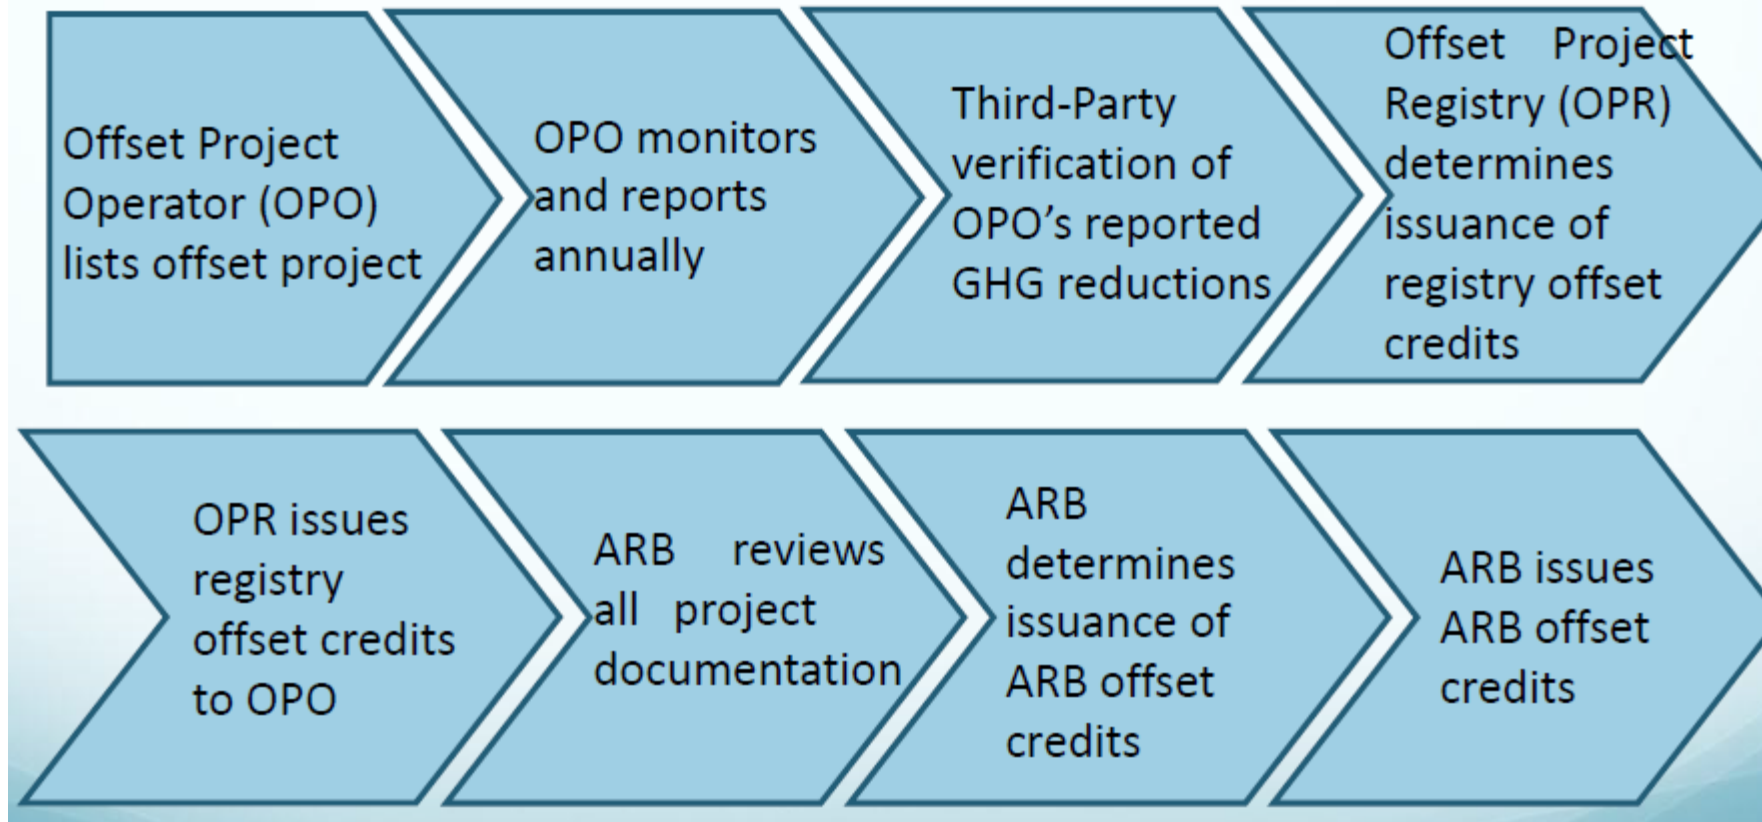 Offset Project
Operator (OPO)
lists offset project
OPO monitors
and reports
annually
Third-Party
verification of
OPO’s reported
GHG reductions
Offset Project
Registry (OPR)
determines
issuance of
registry offset
credits
OPR issues
registry
offset credits
to OPO
ARB reviews
all project
documentation
ARB
determines
issuance of
ARB offset
credits
ARB issues
ARB offset
credits